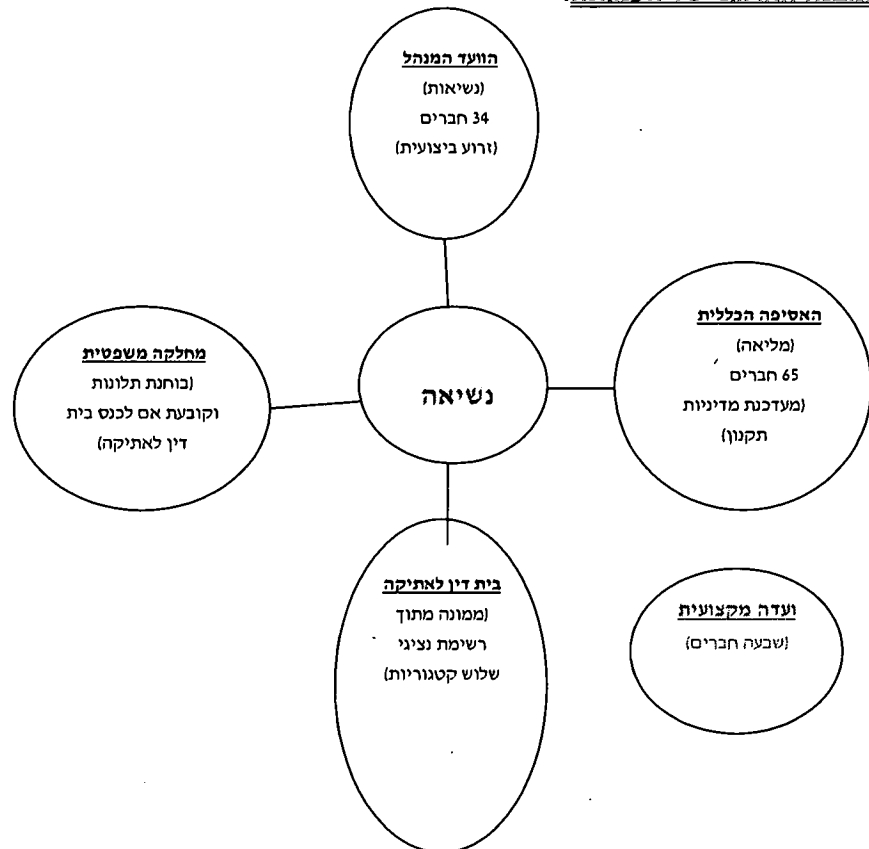 הוועד המנהל
(נשיאות)
34 חברים
(זרוע ביצועית)
האסיפה הכללית
(מליאה)
65 חברים
(מעדכנת מדיניות
תקנון)
נשיאה
מחלקה משפטית
(בוחנת תלונות
וקובעת אם לכנס בית
דין לאתיקה)
בית דין לאתיקה
(ממונה מתוך
רשימת נציגי
שלוש קטגוריות)
ועדה מקצועית
(שבעה חברים)